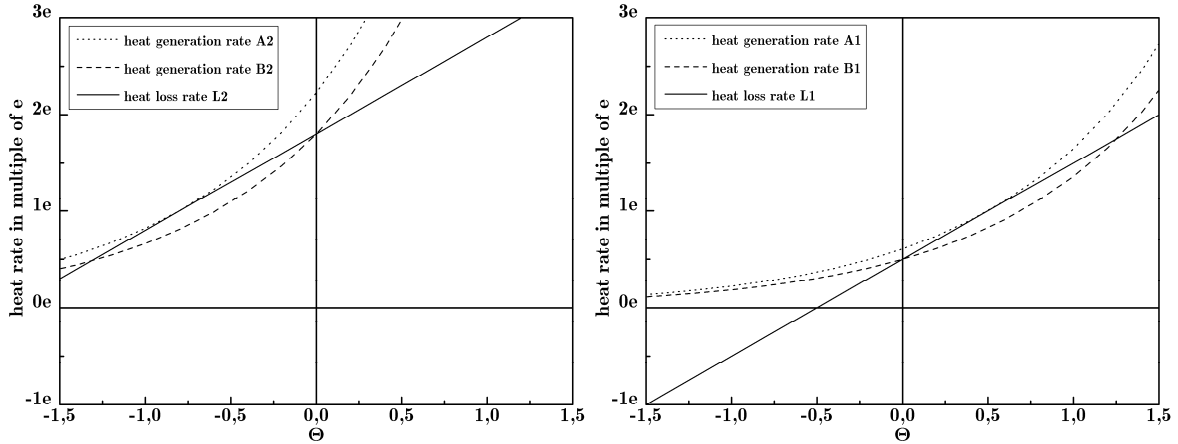 3e
heat generation rate A2
heat generation rate B2
heat loss rate L2
2e
1e
0e
-1e
-1,5
-1,0
-0,5
0,0
0,5
1,0
1,5
Θ
heat rate in multiple of e
3e
heat generation rate A1
heat generation rate B1
heat loss rate L1
2e
1e
0e
-1e
-1,5
-1,0
-0,5
0,0
0,5
1,0
1,5
Θ
heat rate in multiple of e